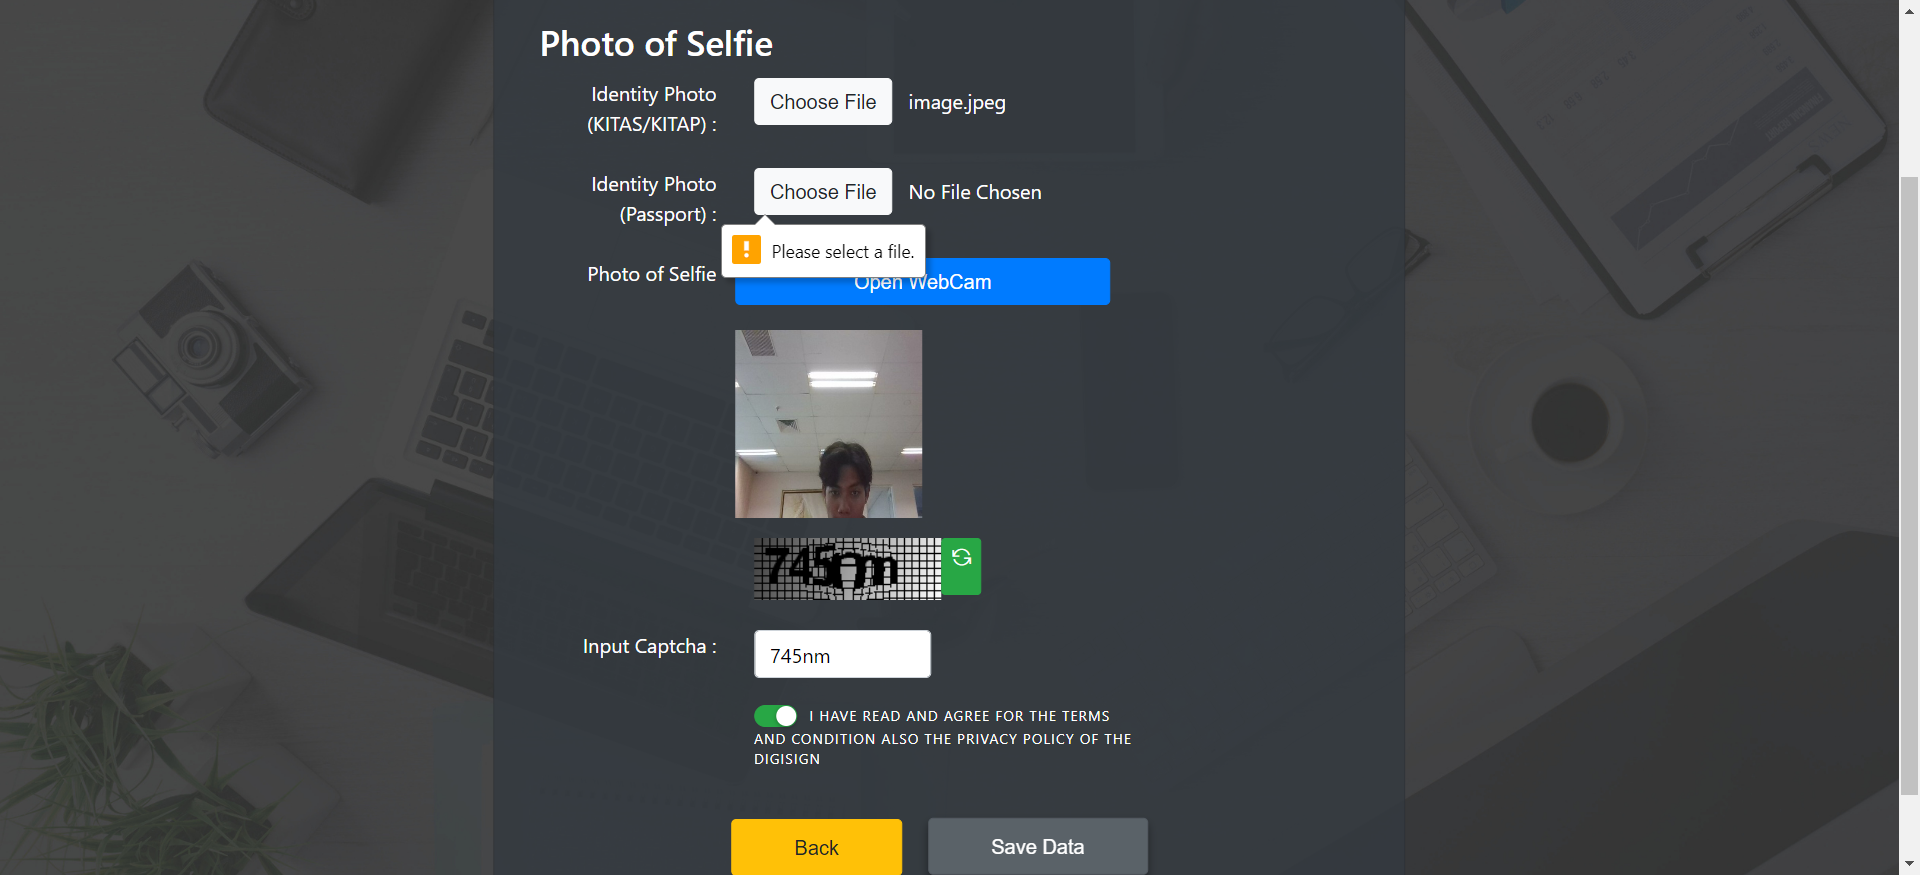 Photo of Selfie
Identity Photo
(KITAS/KITAP) :
Choose File
image.jpeg
Identity Photo
(Passport) :
Choose File
No File Chosen
Please select a file.
Photo of Selfie
Open WebCam
745nm
Input Captcha :
745nm
I HAVE READ AND AGREE FOR THE TERMS
AND CONDITION ALSO THE PRIVACY POLICY OF THE
DIGISIGN
Back
Save Data